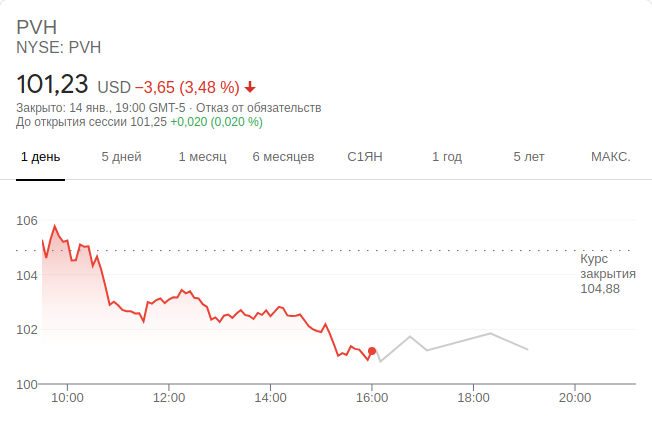 PVH
NYSE: PVH
101,23 USD −3,65 (3,48 %)
Закрыто: 14 янв., 19:00 GMT-5 · Отказ от обязательств
До открытия сессии 101,25 +0,020 (0,020 %)
1 день 5 дней 1 месяц 6 месяцев С1ЯН 1 год 5 лет МАКС.
106
Курс
закрытия
104,88
104
102
100
10:00 12:00 14:00 16:00 18:00 20:00